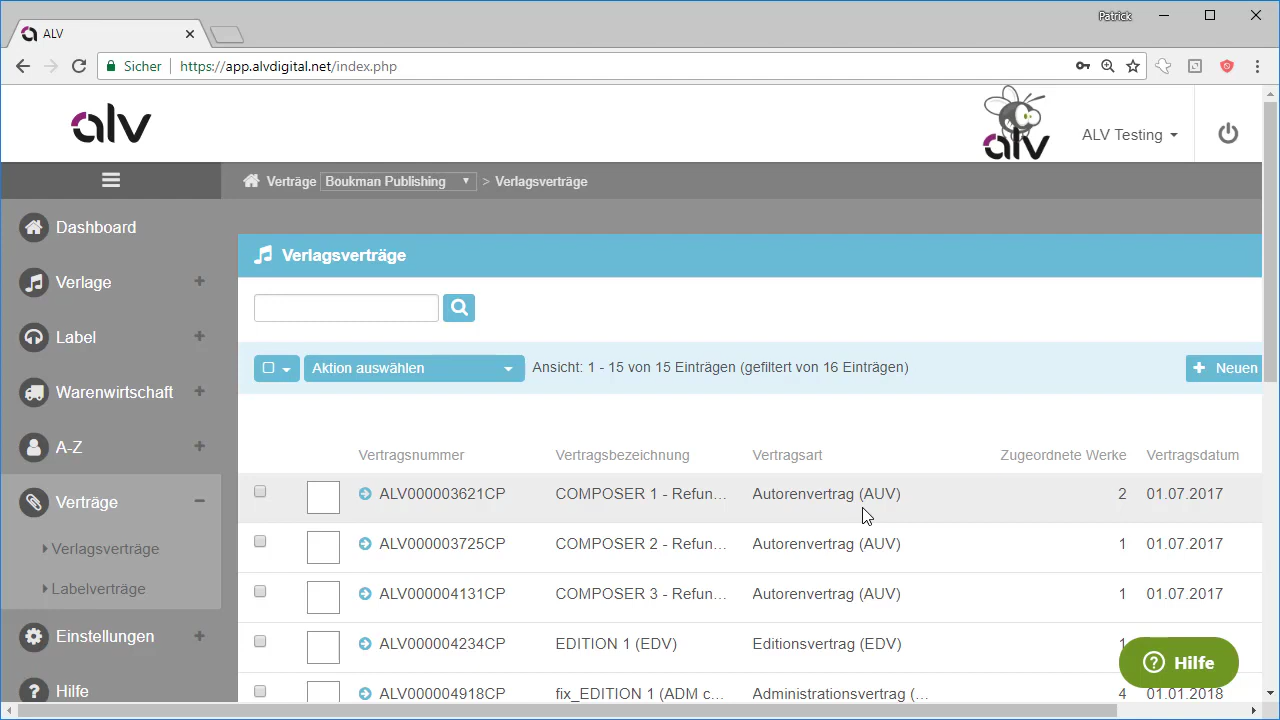 Patrick
ALV
Sicher https://app.alvdigital.net/index.php
alv
alv
ALV Testing
Verträge Boukman Publishing > Verlagsverträge
Dashboard
Verlage
Label
Warenwirtschaft
A-Z
Verträge
Verlagsverträge
Labelverträge
Einstellungen
Hilfe
Verlagsverträge
Aktion auswählen Ansicht: 1 - 15 von 15 Einträgen (gefiltert von 16 Einträgen) Neuen
Vertragsnummer Vertragsbezeichnung Vertragsart Zugeordnete Werke Vertragsdatum
ALV000003621CP COMPOSER 1 - Refun... Autorenvertrag (AUV) 2 01.07.2017
ALV000003725CP COMPOSER 2 - Refun... Autorenvertrag (AUV) 1 01.07.2017
ALV000004131CP COMPOSER 3 - Refun... Autorenvertrag (AUV) 1 01.07.2017
ALV000004234CP EDITION 1 (EDV) Editionsvertrag (EDV) 1
ALV000004918CP fix_EDITION 1 (ADM c... Administrationsvertrag (... 4 01.01.2018
Hilfe